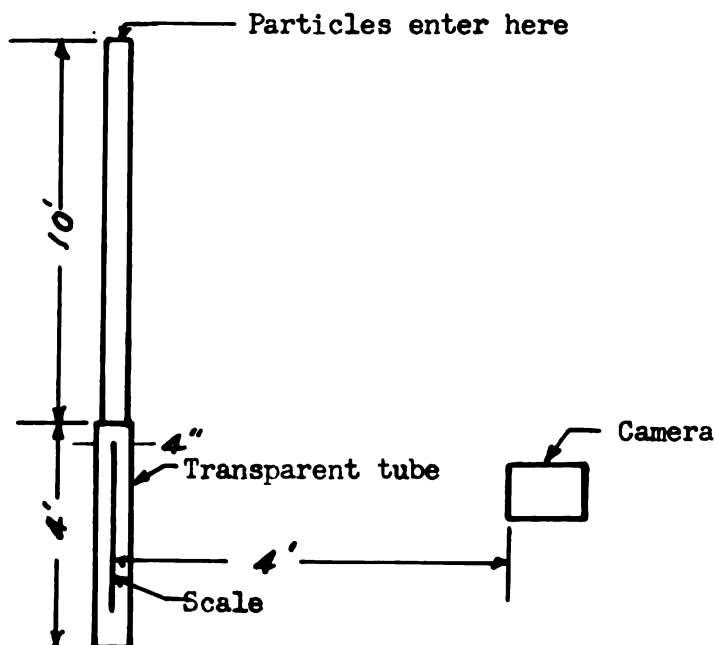 Particles enter here
10'
4"
Camera
Transparent tube
4'
4'
Scale